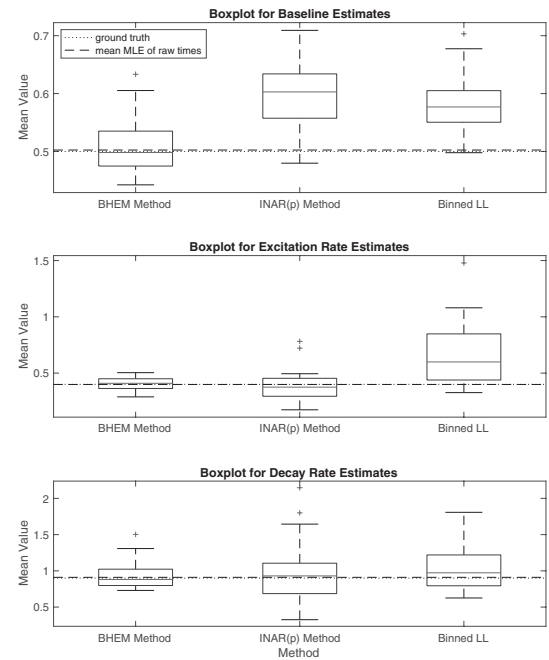 Boxplot for Baseline Estimates
ground truth
mean MLE of raw times
0.7
0.6
0.5
Mean Value
BHEM Method INAR(p) Method Binned LL
Boxplot for Excitation Rate Estimates
1.5
1
0.5
Mean Value
BHEM Method INAR(p) Method Binned LL
Boxplot for Decay Rate Estimates
2
1.5
1
0.5
Mean Value
BHEM Method INAR(p) Method Binned LL
Method